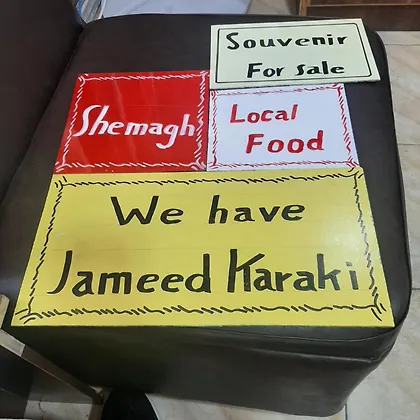 Souvenir
For Sale
Shemagh
Local
Food
We have
Jameed Karaki